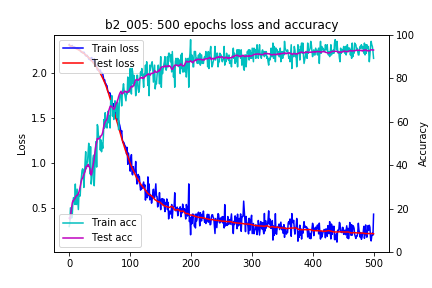 b2_005: 500 epochs loss and accuracy
Train loss
Test loss
Train acc
Test acc
Loss
2.0
1.5
1.0
0.5
Accuracy
100
80
60
40
20
0
0
100
200
300
400
500